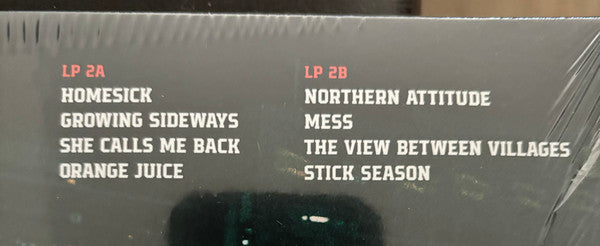 LP 2A
HOMESICK
GROWING SIDEWAYS
SHE CALLS ME BACK
ORANGE JUICE
LP 2B
NORTHERN ATTITUDE
MESS
THE VIEW BETWEEN VILLAGES
STICK SEASON